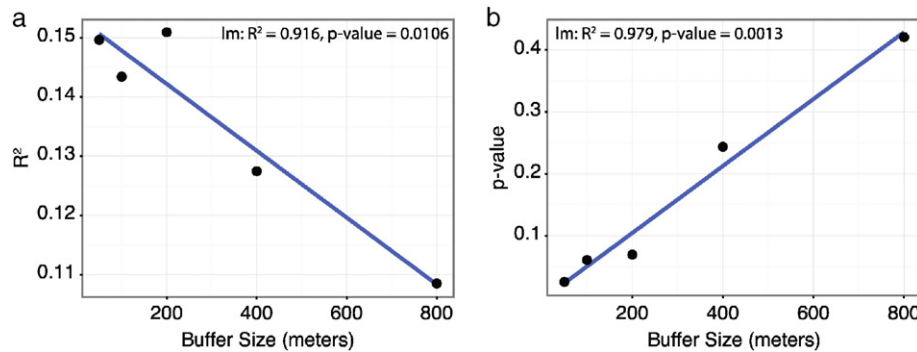 a
lm: R² = 0.916, p-value = 0.0106
0.15
0.14
0.13
0.12
0.11
R²
200
400
600
800
Buffer Size (meters)
b
lm: R² = 0.979, p-value = 0.0013
0.4
0.3
0.2
0.1
p-value
200
400
600
800
Buffer Size (meters)